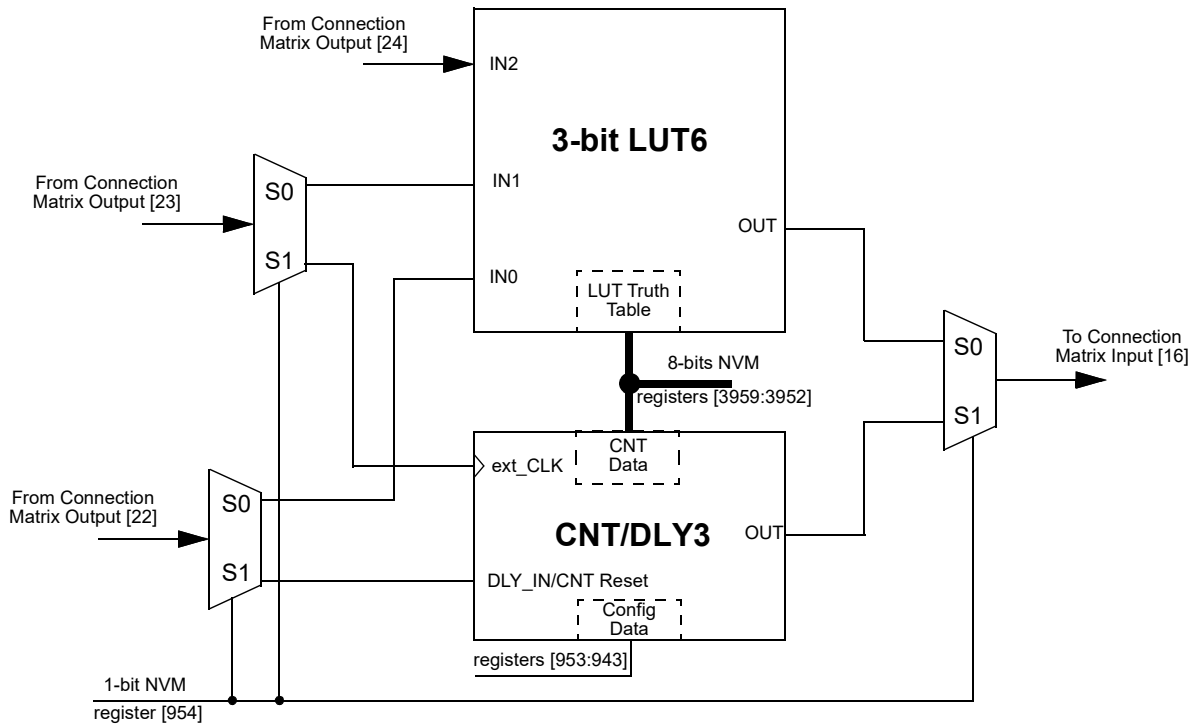 From Connection
Matrix Output [24]
IN2
3-bit LUT6
From Connection
Matrix Output [23]
S0
S1
IN1
IN0
OUT
LUT Truth
Table
8-bits NVM
registers [3959:3952]
S0
S1
To Connection
Matrix Input [16]
From Connection
Matrix Output [22]
S0
S1
ext_CLK
CNT
Data
CNT/DLY3
OUT
DLY_IN/CNT Reset
Config
Data
registers [953:943]
1-bit NVM
register [954]